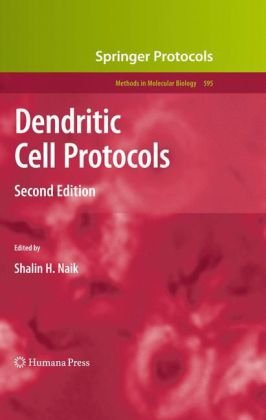 Springer Protocols
Methods in Molecular Biology 595
Dendritic
Cell Protocols
Second Edition
Edited by
Shalin H. Naik
Humana Press